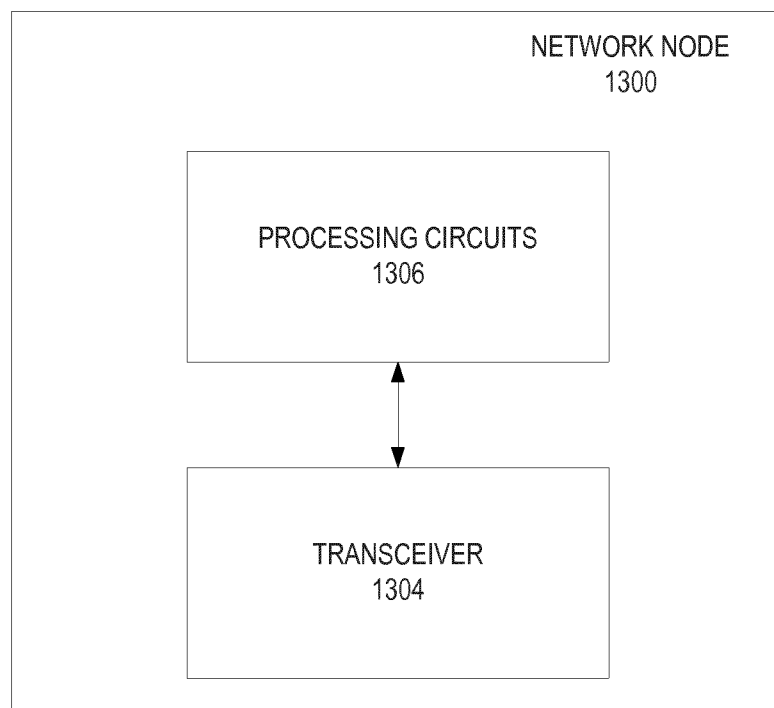 NETWORK NODE
1300
PROCESSING CIRCUITS
1306
TRANSCEIVER
1304